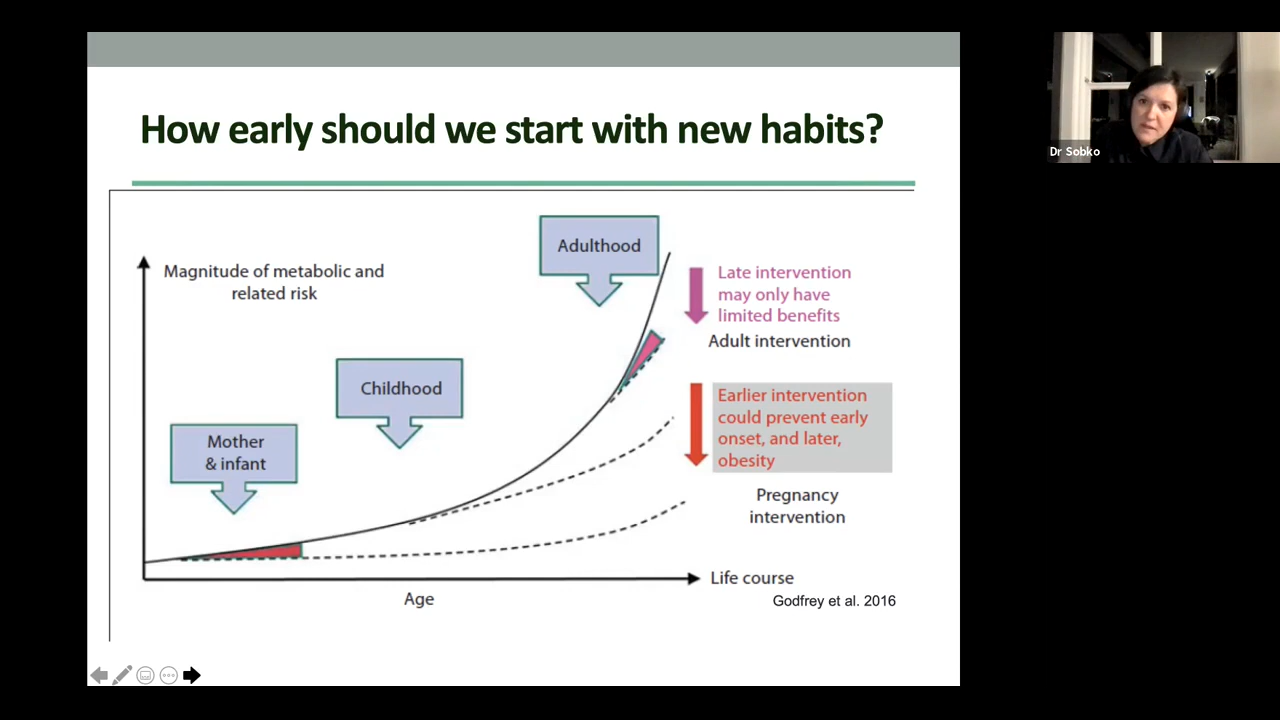 How early should we start with new habits?
Magnitude of metabolic and
related risk
Mother
& infant
Childhood
Adulthood
Late intervention
may only have
limited benefits
Adult intervention
Earlier intervention
could prevent early
onset, and later,
obesity
Pregnancy
intervention
Life course
Age
Godfrey et al. 2016
Dr Sobko